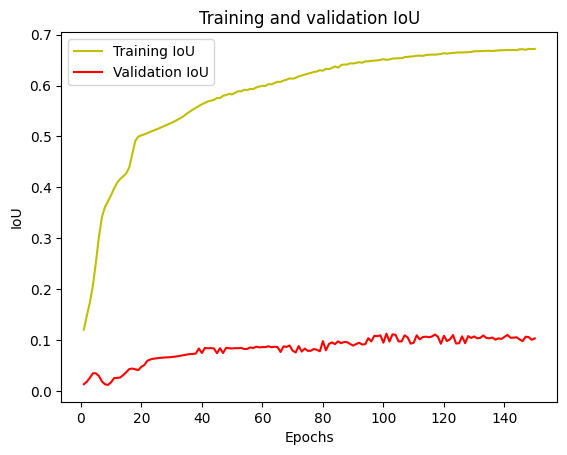 Training and validation IoU
Training IoU
Validation IoU
0.7
0.6
0.5
0.4
0.3
0.2
0.1
0.0
IoU
0 20 40 60 80 100 120 140
Epochs